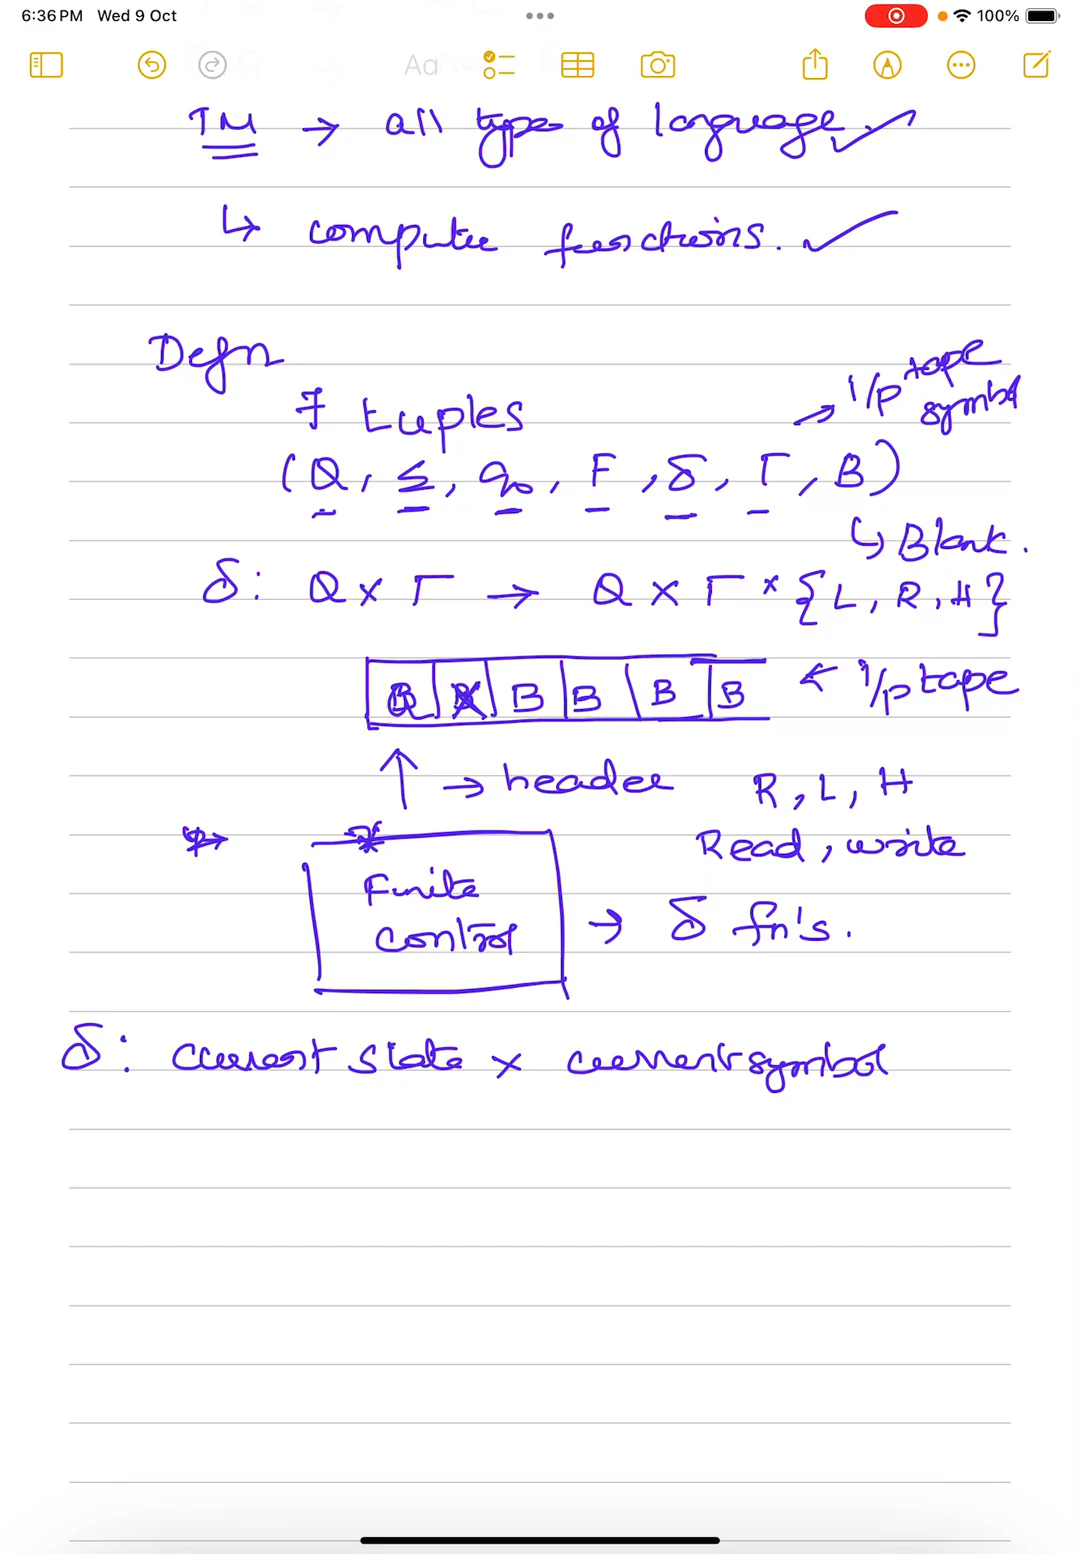 6:36 PM Wed 9 Oct
100%
Aa
TM → all type of language ✓
↳ compute functions. ✓
Defn
7 tuples
→ i/p tape symbol
(Q, Σ, q₀, F, δ, Γ, B)
↳ Blank.
δ: Q × Γ → Q × Γ × {L, R, H}
B B B B ← i/p tape
↑ → header R, L, H
Read, write
Finite
control → δ fn's.
δ: current state × current symbol